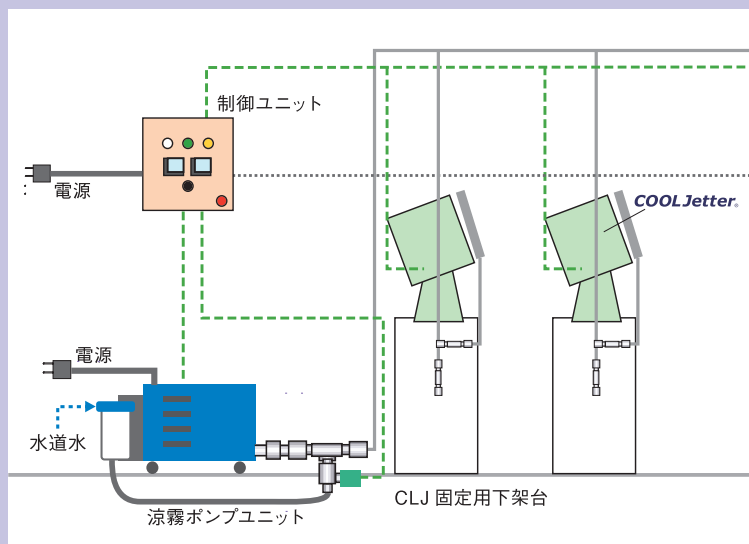 制御ユニット
電源
COOLJetter®
電源
水道水
CLJ 固定用下架台
涼霧ポンプユニット